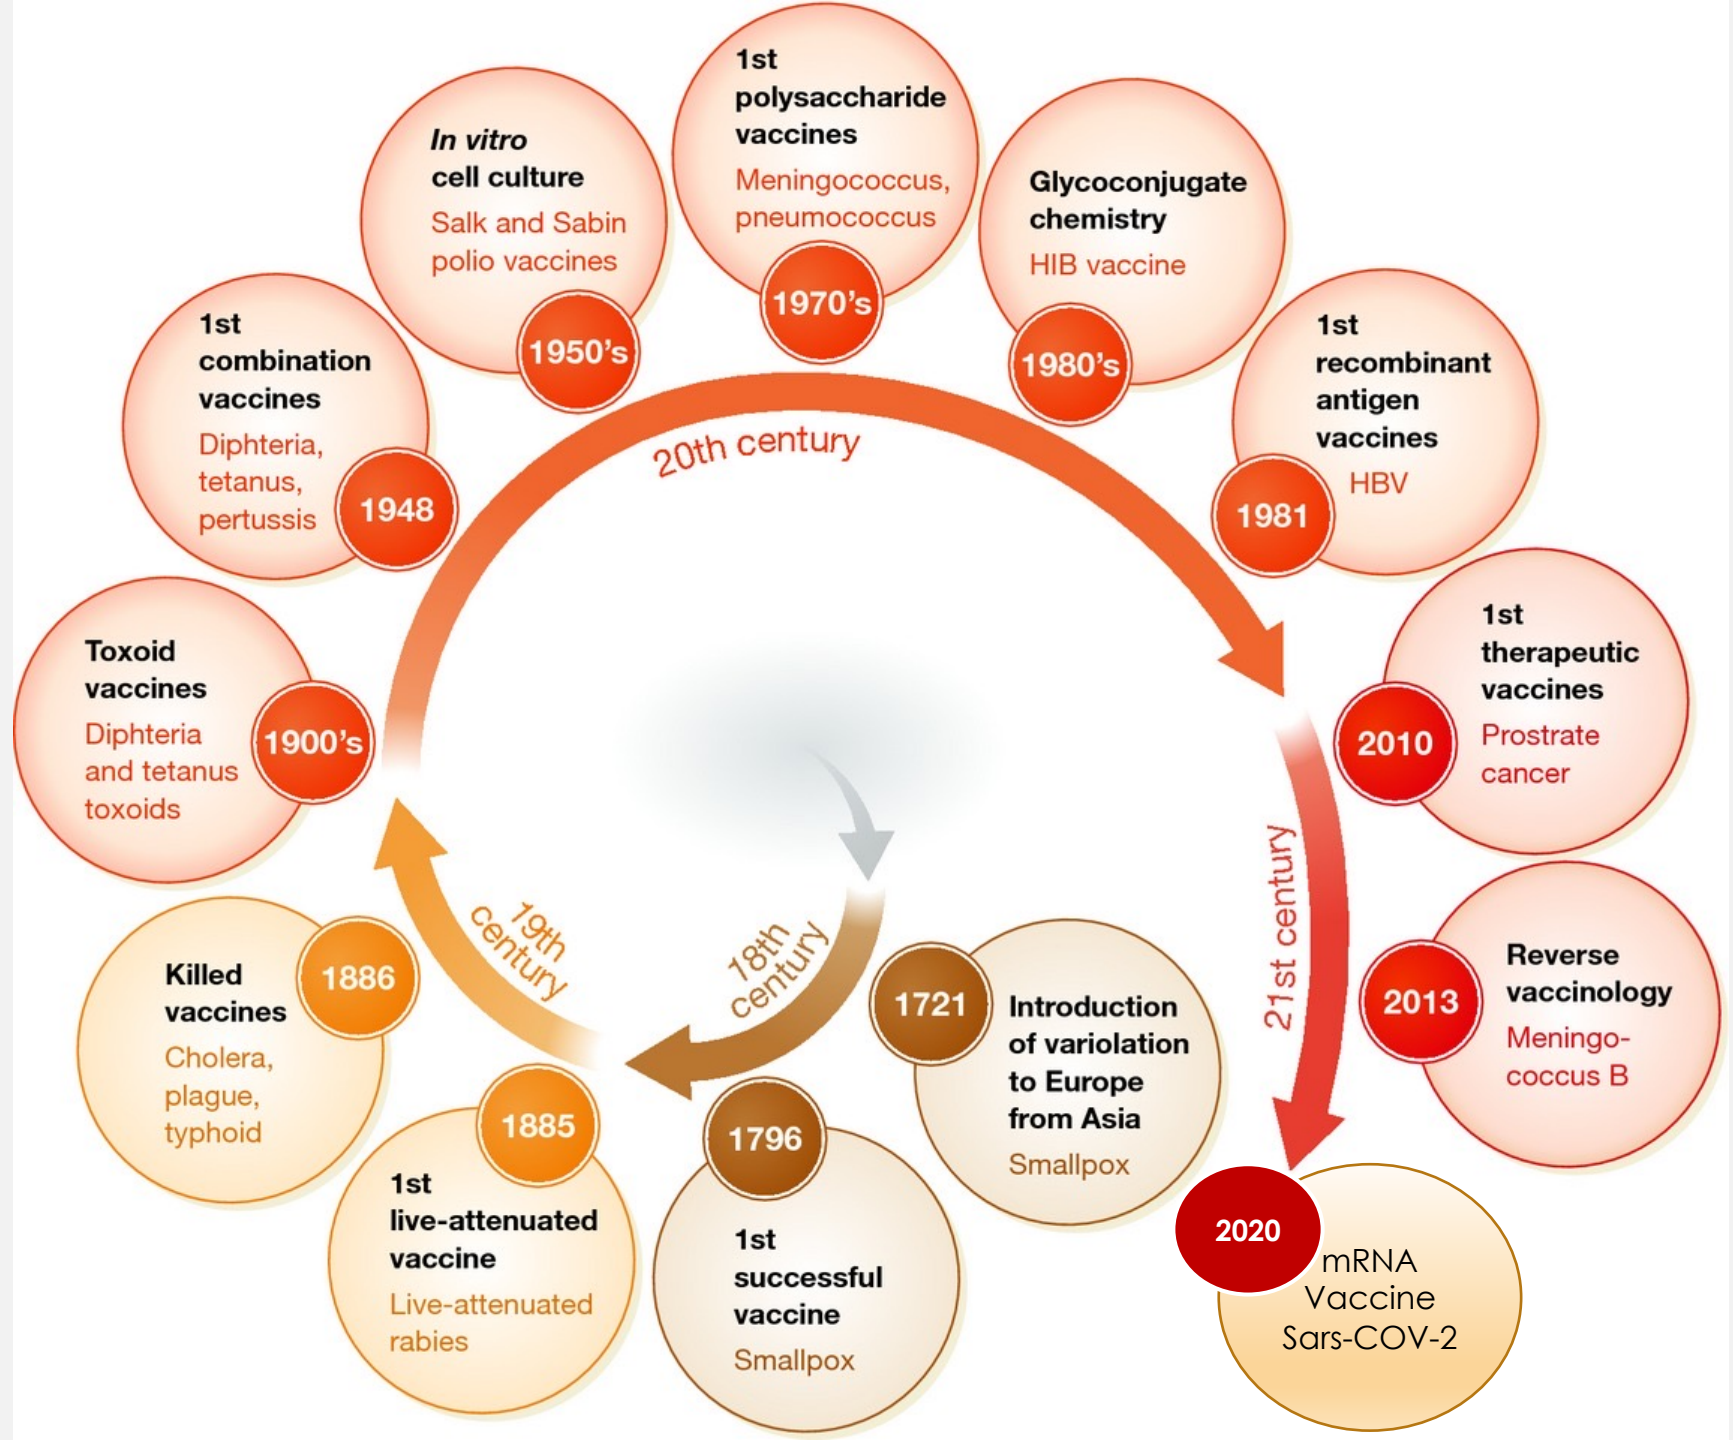 1721
Introduction
of variolation
to Europe
from Asia
Smallpox
18th
century
1796
1st
successful
vaccine
Smallpox
1885
1st
live-attenuated
vaccine
Live-attenuated
rabies
19th
century
1886
Killed
vaccines
Cholera,
plague,
typhoid
1900's
Toxoid
vaccines
Diphteria
and tetanus
toxoids
1948
1st
combination
vaccines
Diphteria,
tetanus,
pertussis
20th century
1950's
In vitro
cell culture
Salk and Sabin
polio vaccines
1970's
1st
polysaccharide
vaccines
Meningococcus,
pneumococcus
1980's
Glycoconjugate
chemistry
HIB vaccine
1981
1st
recombinant
antigen
vaccines
HBV
21st century
2010
1st
therapeutic
vaccines
Prostrate
cancer
2013
Reverse
vaccinology
Meningo-
coccus B
2020
mRNA
Vaccine
Sars-COV-2